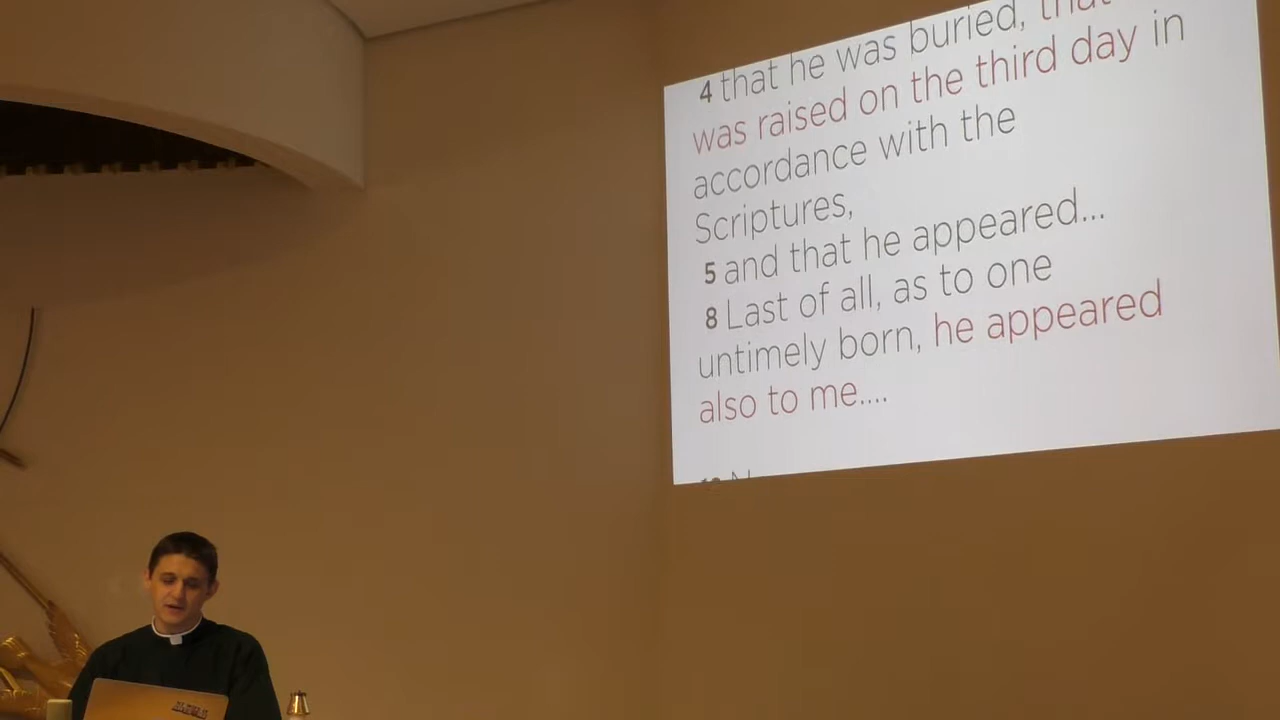 4 that he was buried, that
was raised on the third day in
accordance with the
Scriptures,
5 and that he appeared...
8 Last of all, as to one
untimely born, he appeared
also to me....